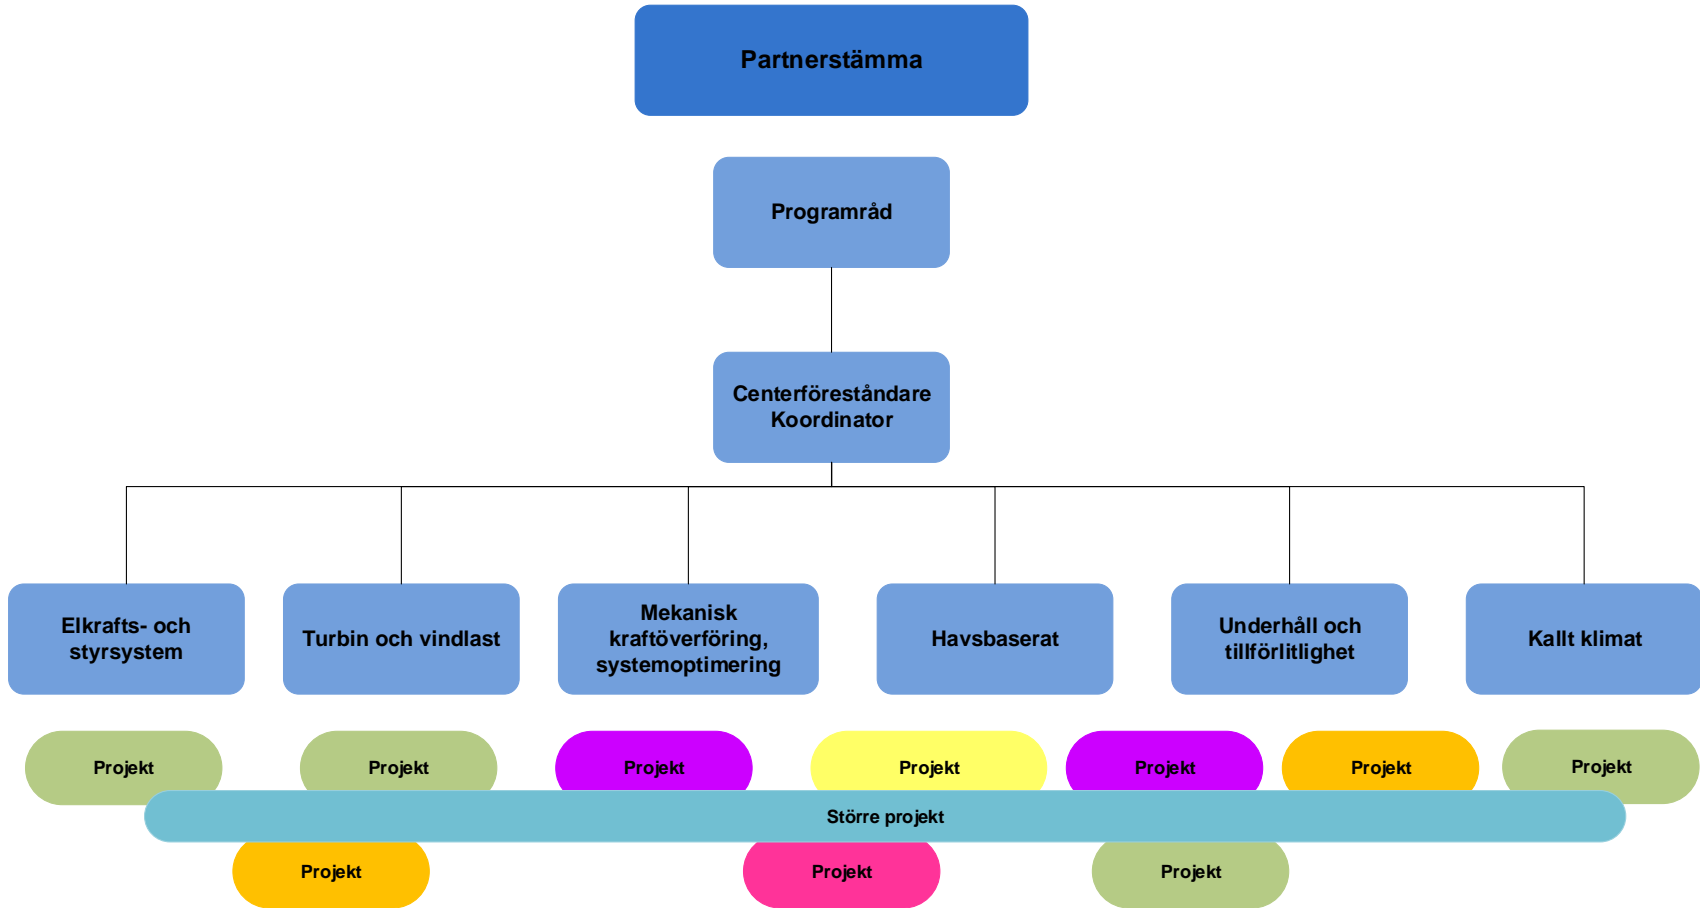 Partnerstämma
Programråd
Centerföreståndare
Koordinator
Elkrafts- och
styrsystem
Turbin och vindlast
Mekanisk
kraftöverföring,
systemoptimering
Havsbaserat
Underhåll och
tillförlitlighet
Kallt klimat
Projekt
Projekt
Projekt
Projekt
Projekt
Projekt
Projekt
Större projekt
Projekt
Projekt
Projekt